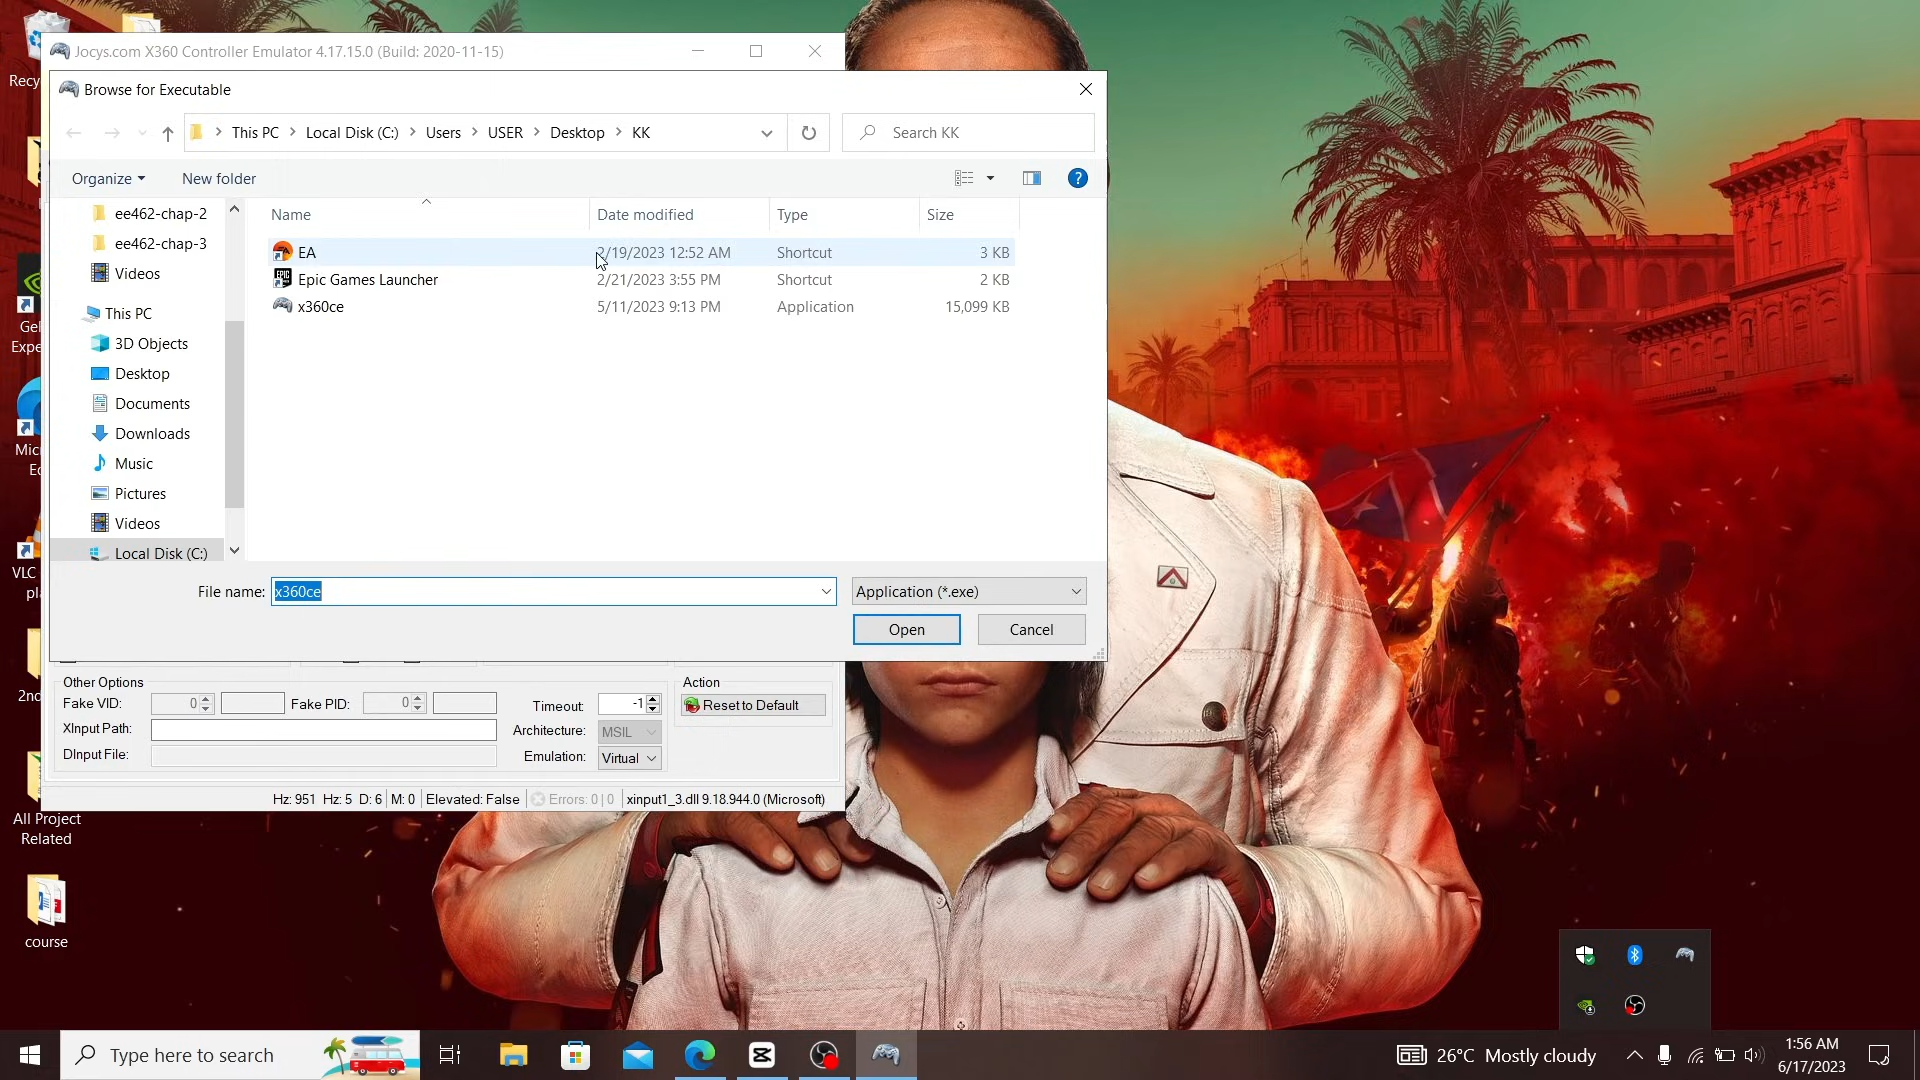 Recy
Jocys.com X360 Controller Emulator 4.17.15.0 (Build: 2020-11-15)
Browse for Executable
This PC > Local Disk (C:) > Users > USER > Desktop > KK
Search KK
Organize
New folder
?
Name
Date modified
Type
Size
EA
2/19/2023 12:52 AM
Shortcut
3 KB
Epic Games Launcher
2/21/2023 3:55 PM
Shortcut
2 KB
x360ce
5/11/2023 9:13 PM
Application
15,099 KB
ee462-chap-2
ee462-chap-3
Videos
This PC
3D Objects
Desktop
Documents
Downloads
Music
Pictures
Videos
Local Disk (C:)
File name:
x360ce
Application (*.exe)
Open
Cancel
Other Options
Fake VID:
0
Fake PID:
0
Timeout:
-1
XInput Path:
Architecture:
MSIL
DInput File:
Emulation:
Virtual
Action
Reset to Default
Hz: 951 Hz: 5 D: 6 M: 0 Elevated: False Errors: 0 | 0 xinput1_3.dll 9.18.944.0 (Microsoft)
GeF
Expe
Micr
Ed
VLC
pla
2nd
All Project
Related
course
Type here to search
26°C Mostly cloudy
1:56 AM
6/17/2023